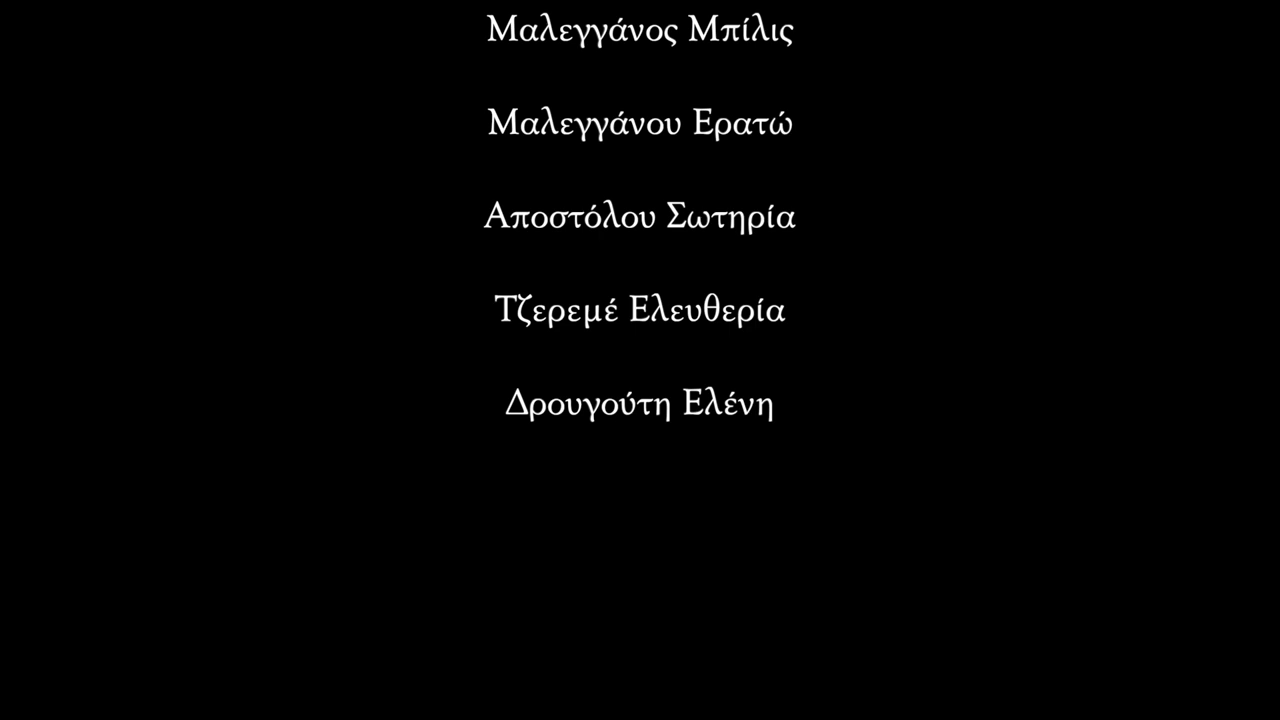 Μαλεγγάνος Μπίλις
Μαλεγγάνου Ερατώ
Αποστόλου Σωτηρία
Τζερεμέ Ελευθερία
Δρουγούτη Ελένη